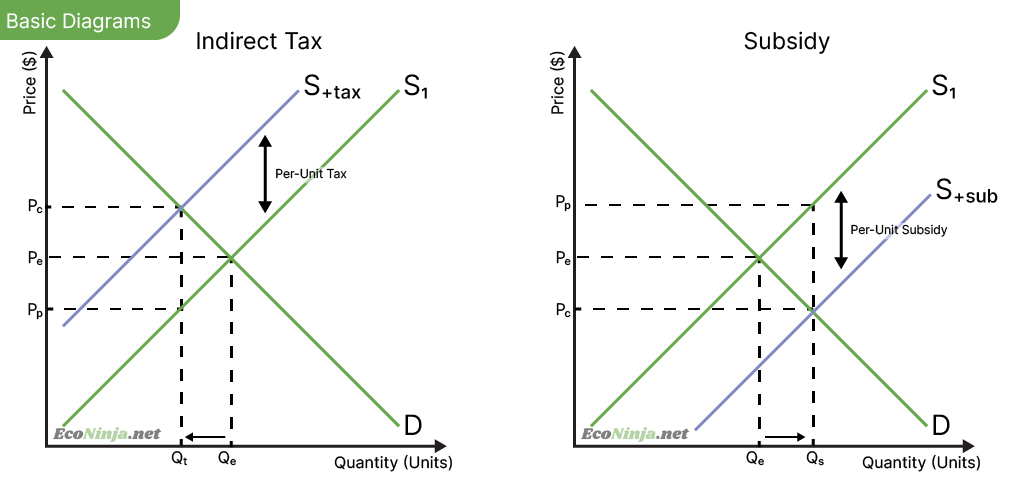 Basic Diagrams
Indirect Tax
Price ($)
S+tax
S₁
Per-Unit Tax
Pc
Pe
Pp
D
EcoNinja.net
Qt
Qe
Quantity (Units)
Subsidy
Price ($)
S₁
S+sub
Pp
Per-Unit Subsidy
Pe
Pc
D
EcoNinja.net
Qe
Qs
Quantity (Units)